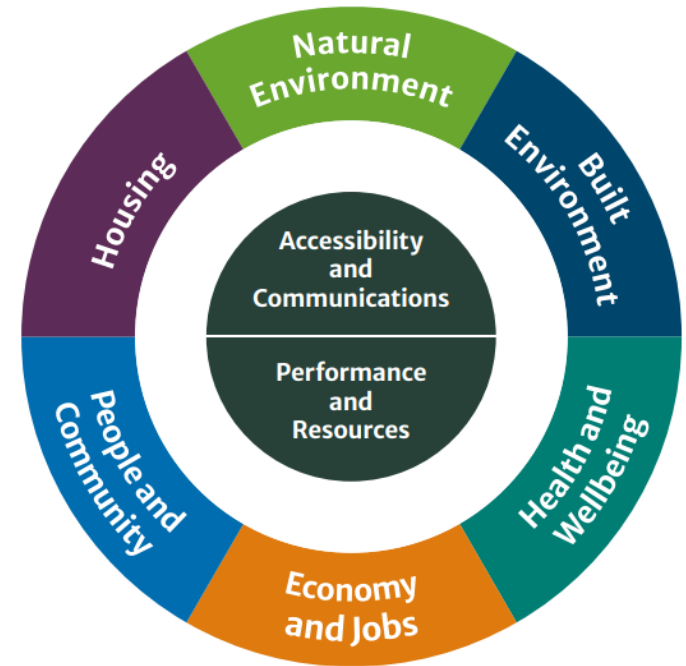 Natural
Environment
Built
Environment
Health and
Wellbeing
Economy
and Jobs
People and
Community
Housing
Accessibility
and
Communications
Performance
and
Resources